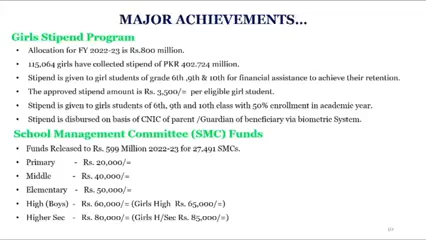 MAJOR ACHIEVEMENTS...
Girls Stipend Program
• Allocation for FY 2022-23 is Rs.800 million.
• 115,064 girls have collected stipend of PKR 402.724 million.
• Stipend is given to girl students of grade 6th ,9th & 10th for financial assistance to achieve their retention.
• The approved stipend amount is Rs. 3,500/= per eligible girl student.
• Stipend is given to girls students of 6th, 9th and 10th class with 50% enrollment in academic year.
• Stipend is disbursed on basis of CNIC of parent /Guardian of beneficiary via biometric System.
School Management Committee (SMC) Funds
• Funds Released to Rs. 599 Million 2022-23 for 27,491 SMCs.
• Primary - Rs. 20,000/=
• Middle - Rs. 40,000/=
• Elementary - Rs. 50,000/=
• High (Boys) - Rs. 60,000/= (Girls High Rs. 65,000/=)
• Higher Sec - Rs. 80,000/= (Girls H/Sec Rs. 85,000/=)